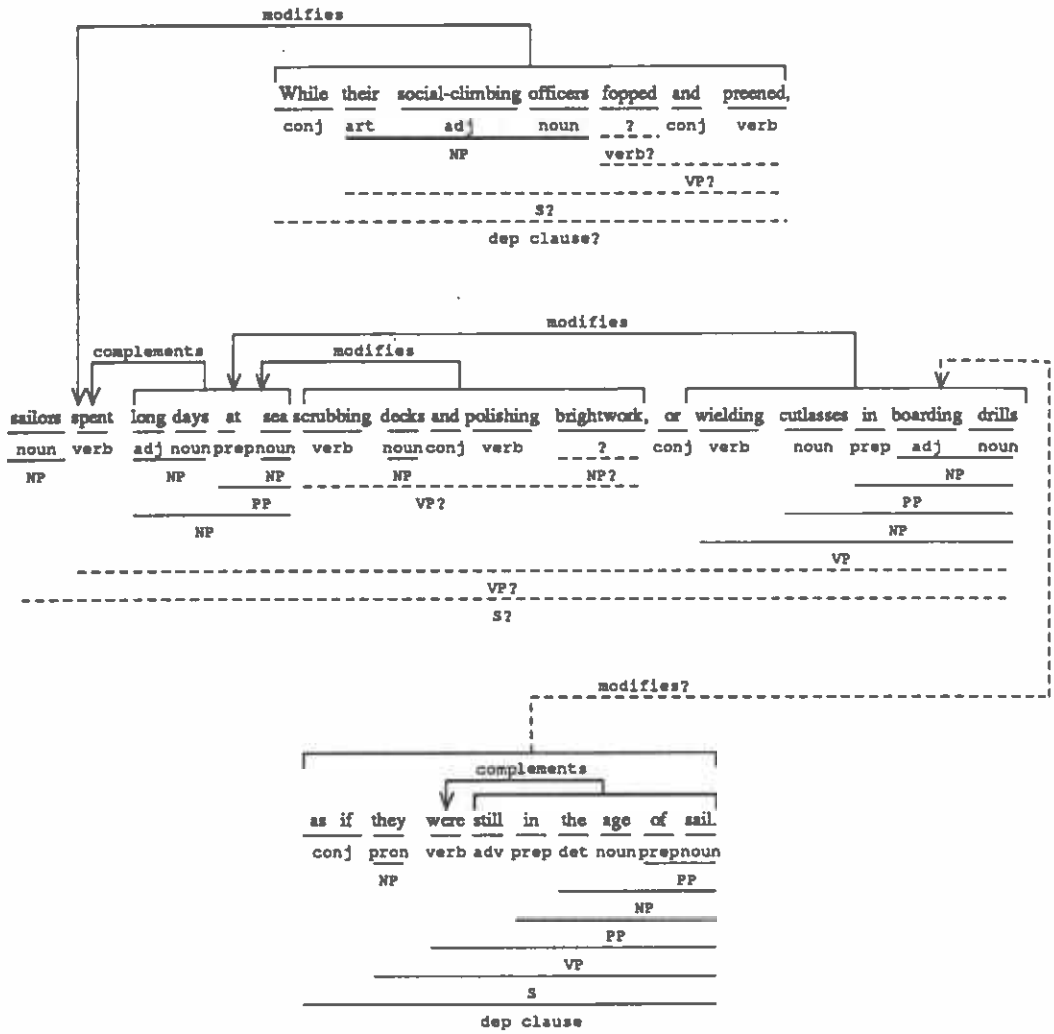 modifies
While their social-climbing officers fopped and preened,
conj art adj noun ? conj verb
NP verb?
VP?
S?
dep clause?
modifies
complements modifies
sailors spent long days at sea scrubbing decks and polishing brightwork, or wielding cutlasses in boarding drills
noun verb adj noun prep noun verb noun conj verb ? conj verb noun prep adj noun
NP NP NP NP NP? NP
PP VP? PP
NP NP
VP
VP?
S?
modifies?
complements
as if they were still in the age of sail.
conj pron verb adv prep det noun prep noun
NP PP
NP
PP
VP
S
dep clause